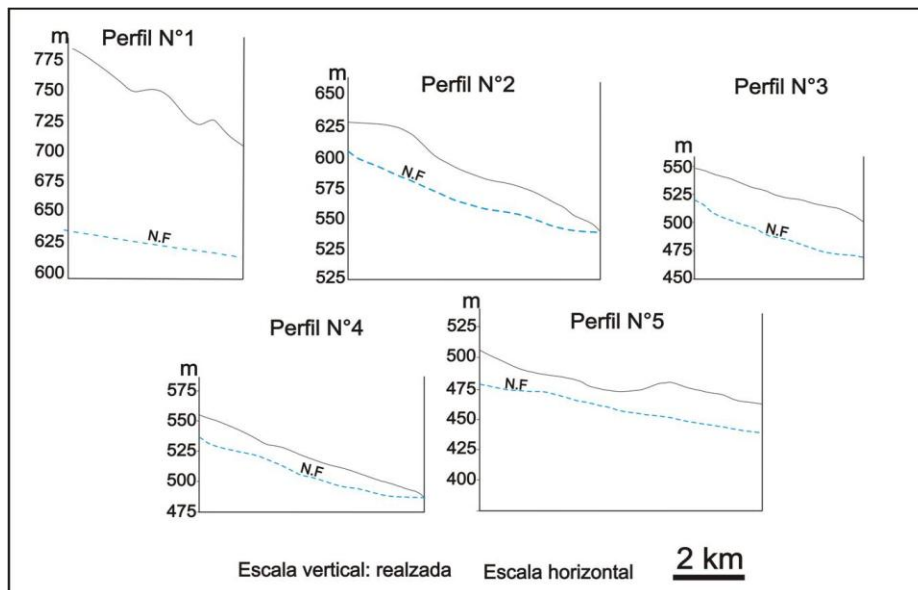 Perfil N°1
m
775
750
725
700
675
650
625
600
N.F
Perfil N°2
m
650
625
600
575
550
525
N.F
Perfil N°3
m
550
525
500
475
450
N.F
Perfil N°4
m
575
550
525
500
475
N.F
Perfil N°5
m
525
500
475
450
425
400
N.F
Escala vertical: realzada Escala horizontal 2 km